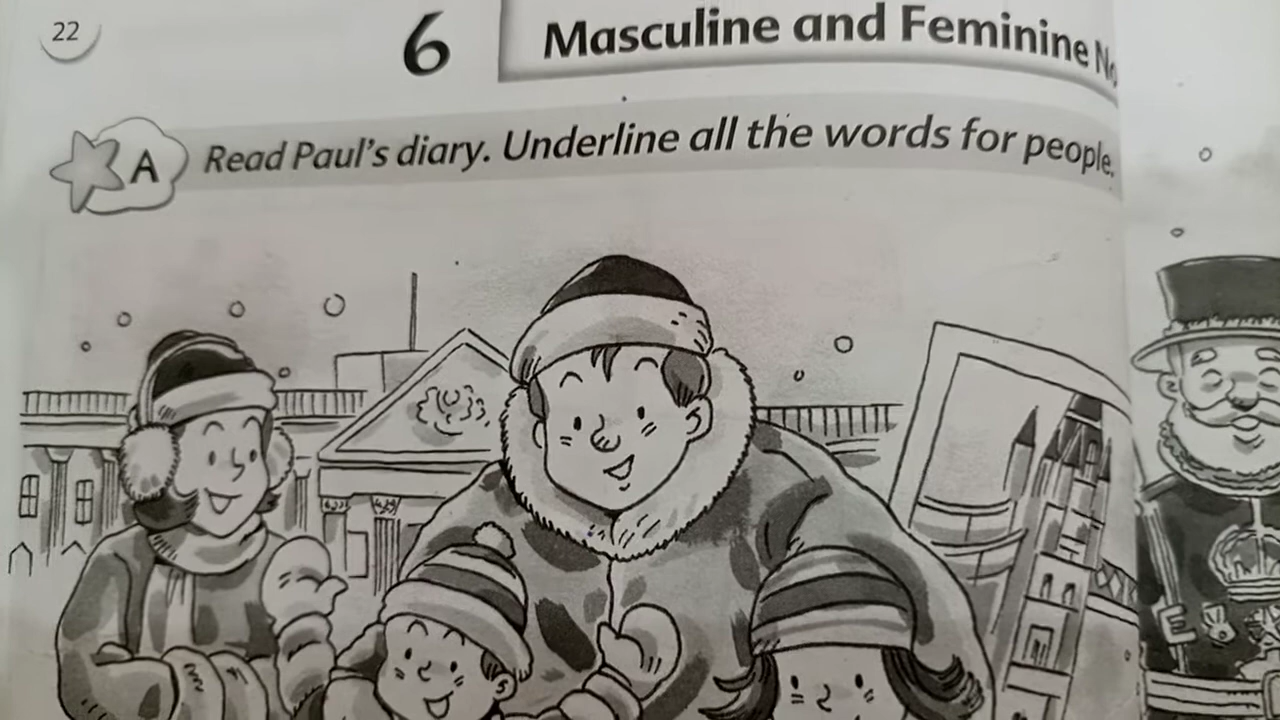 22
6
Masculine and Feminine
A
Read Paul's diary. Underline all the words for people.